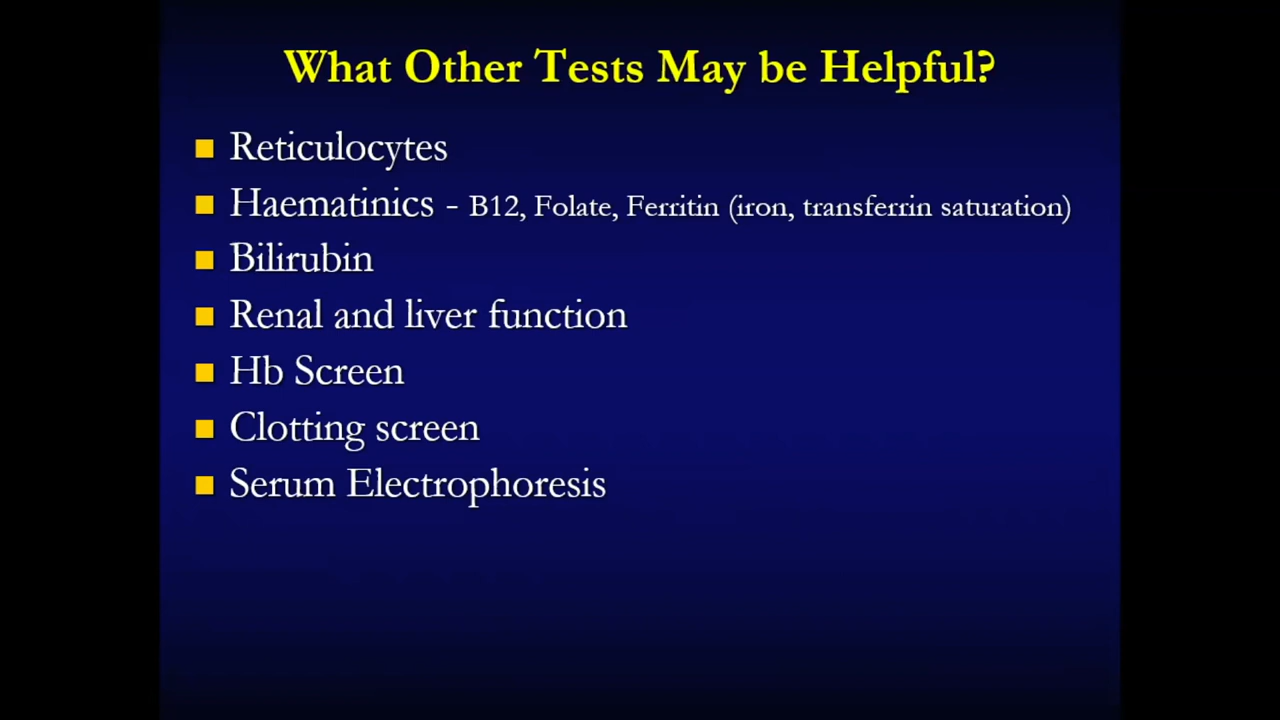 What Other Tests May be Helpful?
Reticulocytes
Haematinics - B12, Folate, Ferritin (iron, transferrin saturation)
Bilirubin
Renal and liver function
Hb Screen
Clotting screen
Serum Electrophoresis